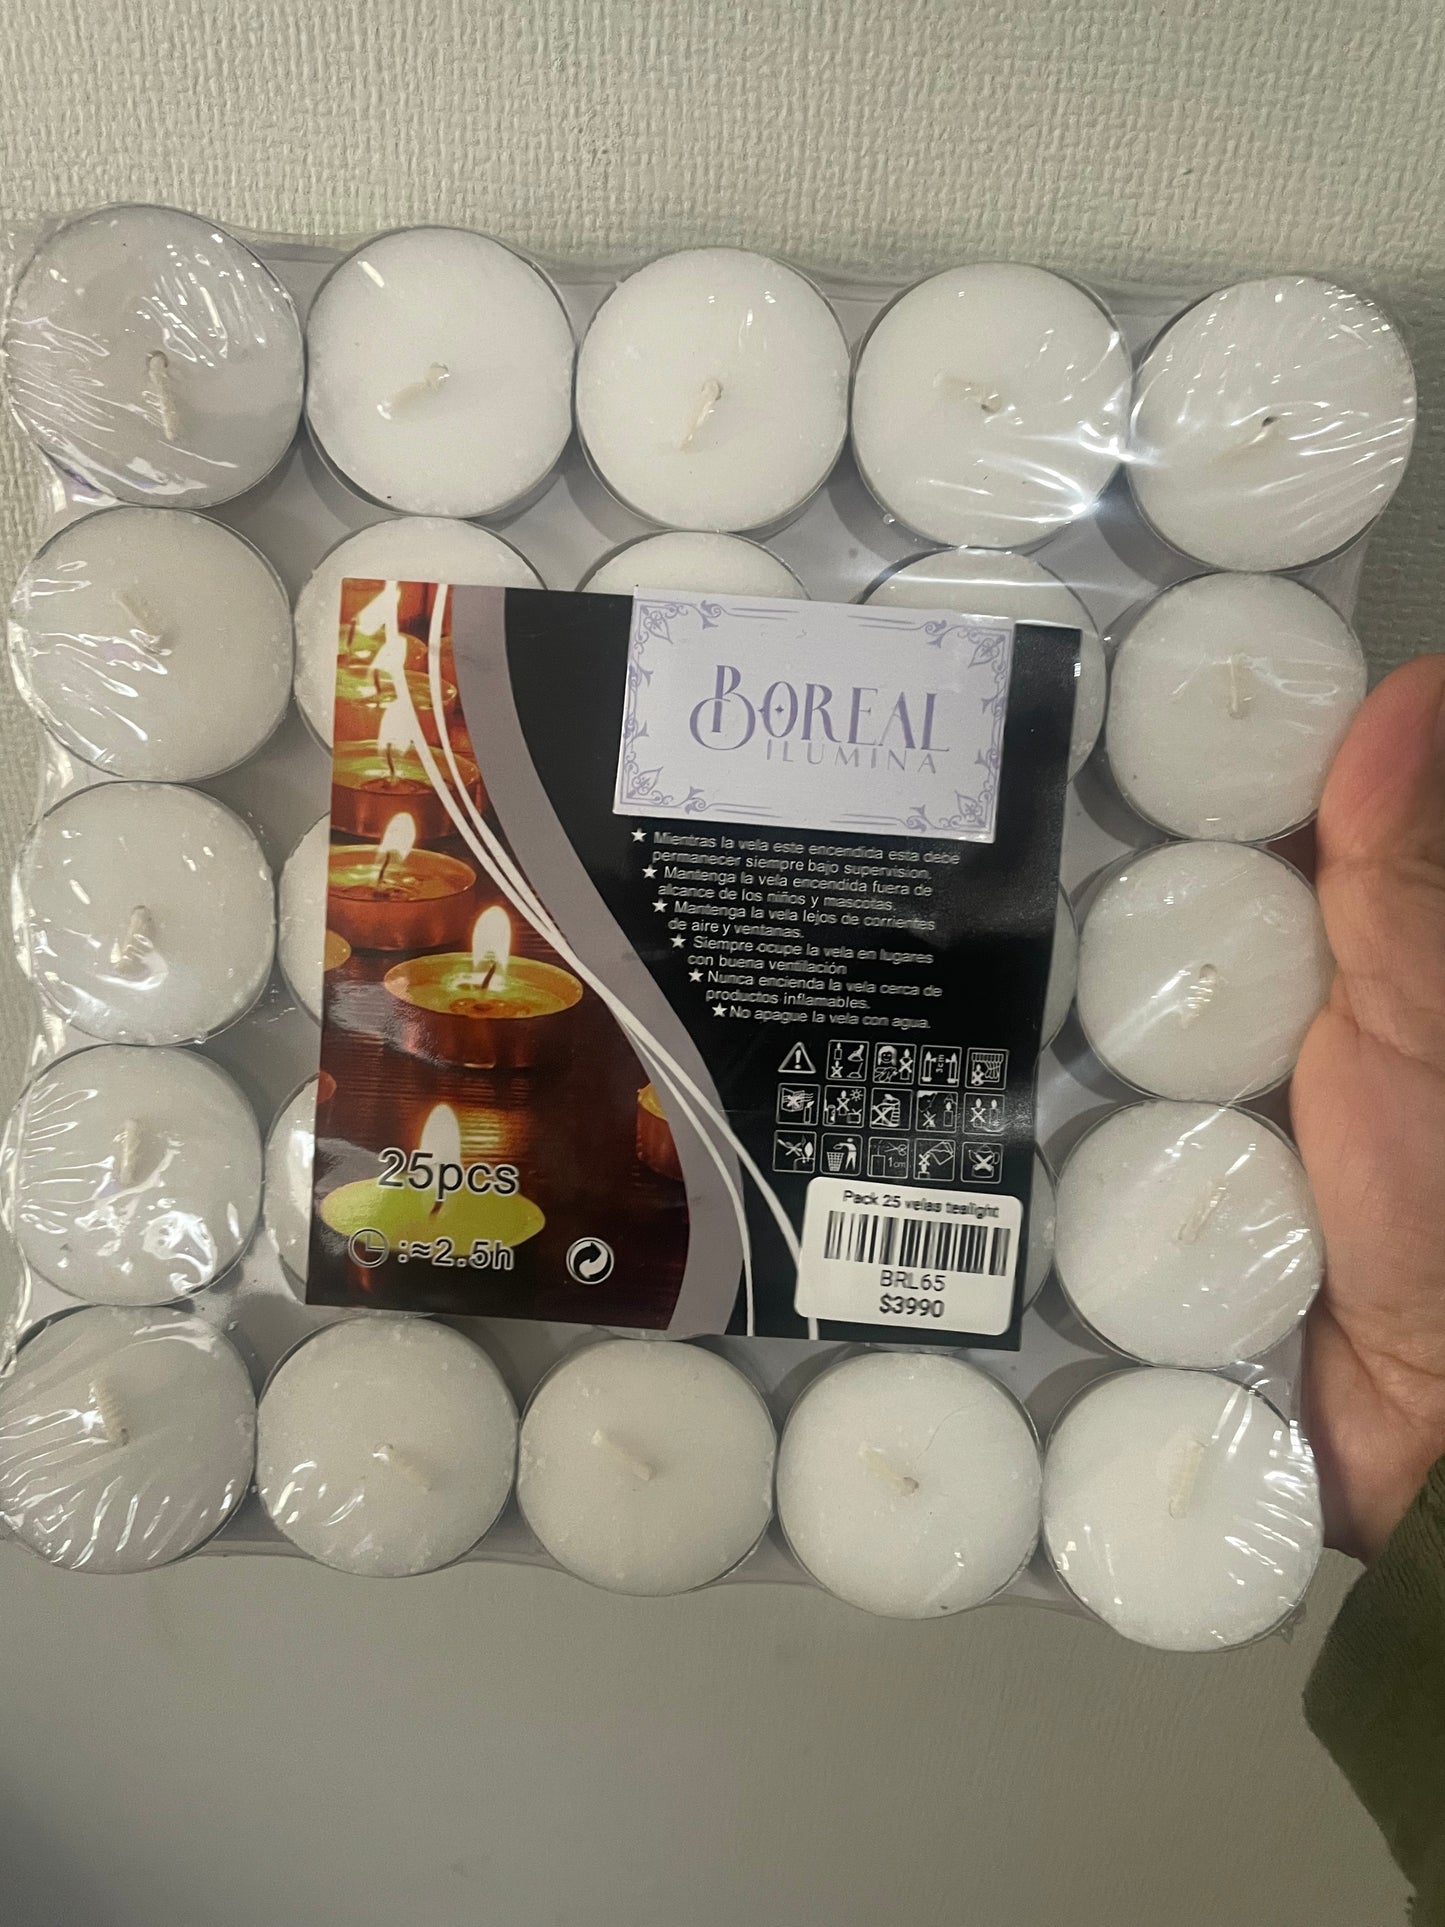 BOREAL
ILUMINA
★ Mientras la vela este encendida esta debe
permanecer siempre bajo supervision.
★ Mantenga la vela encendida fuera de
alcance de los niños y mascotas.
★ Mantenga la vela lejos de corrientes
de aire y ventanas.
★ Siempre ocupe la vela en lugares
con buena ventilación
★ Nunca encienda la vela cerca de
productos inflamables.
★ No apague la vela con agua.
1cm
25pcs
:≈2.5h
Pack 25 velas tealight
BRL65
$3990